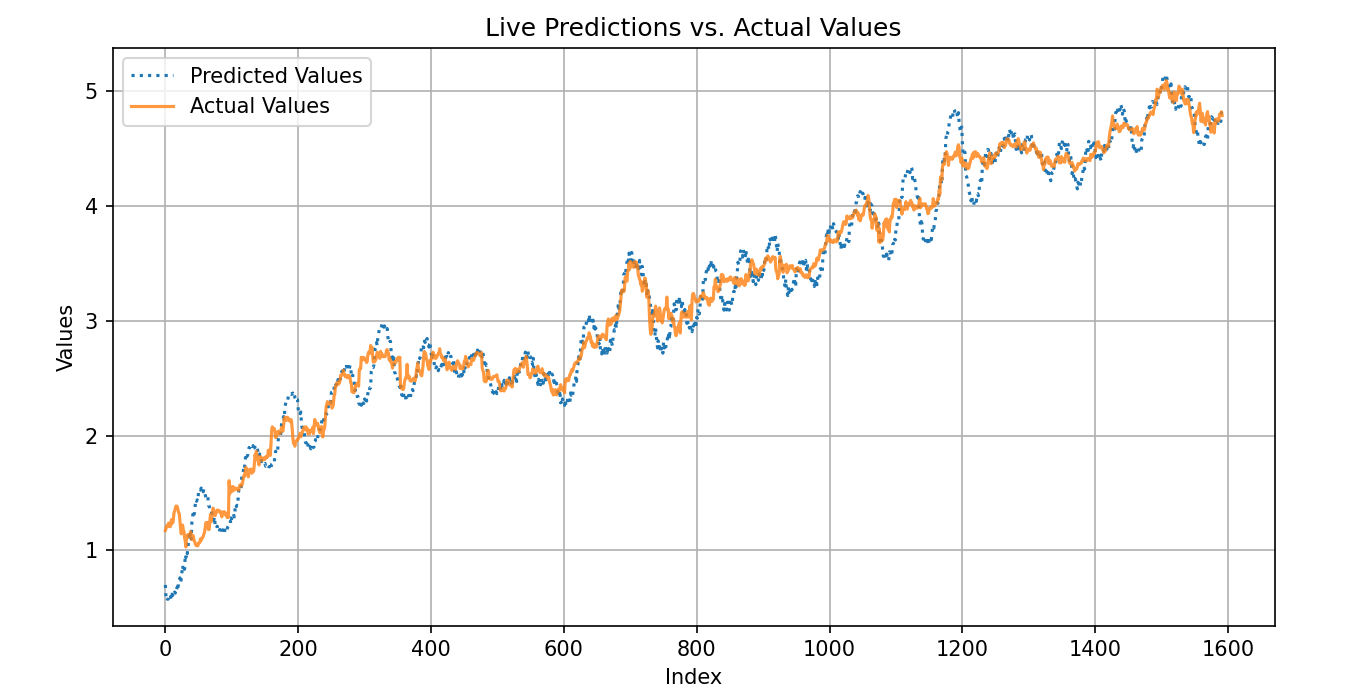 Live Predictions vs. Actual Values
Predicted Values
Actual Values
Values
5
4
3
2
1
0 200 400 600 800 1000 1200 1400 1600
Index